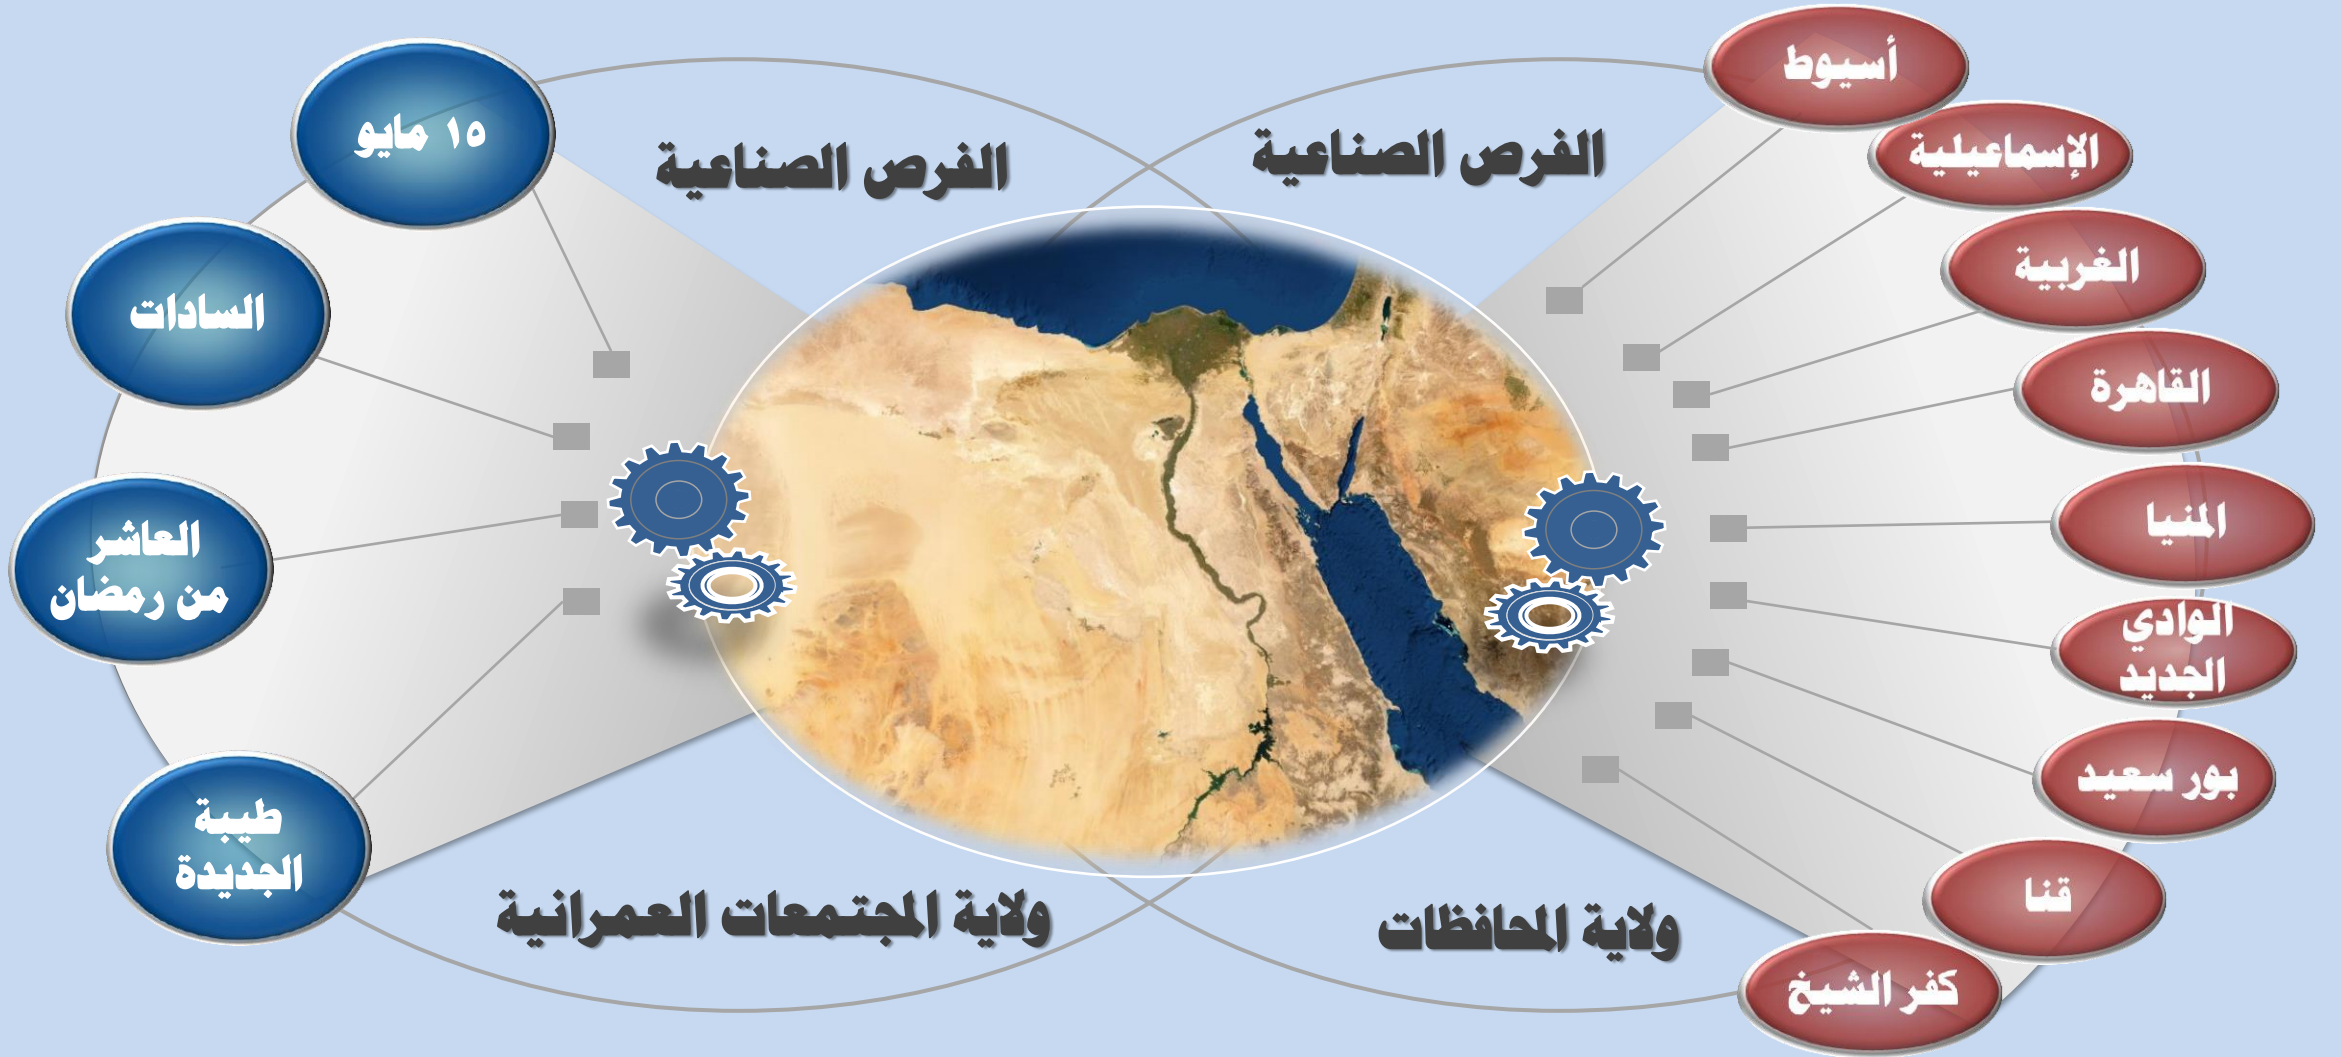 الفرص الصناعية
أسيوط
الإسماعيلية
الغربية
القاهرة
المنيا
الوادي
الجديد
بور سعيد
قنا
كفر الشيخ
ولاية المحافظات
الفرص الصناعية
١٥ مايو
السادات
العاشر
من رمضان
طيبة
الجديدة
ولاية المجتمعات العمرانية